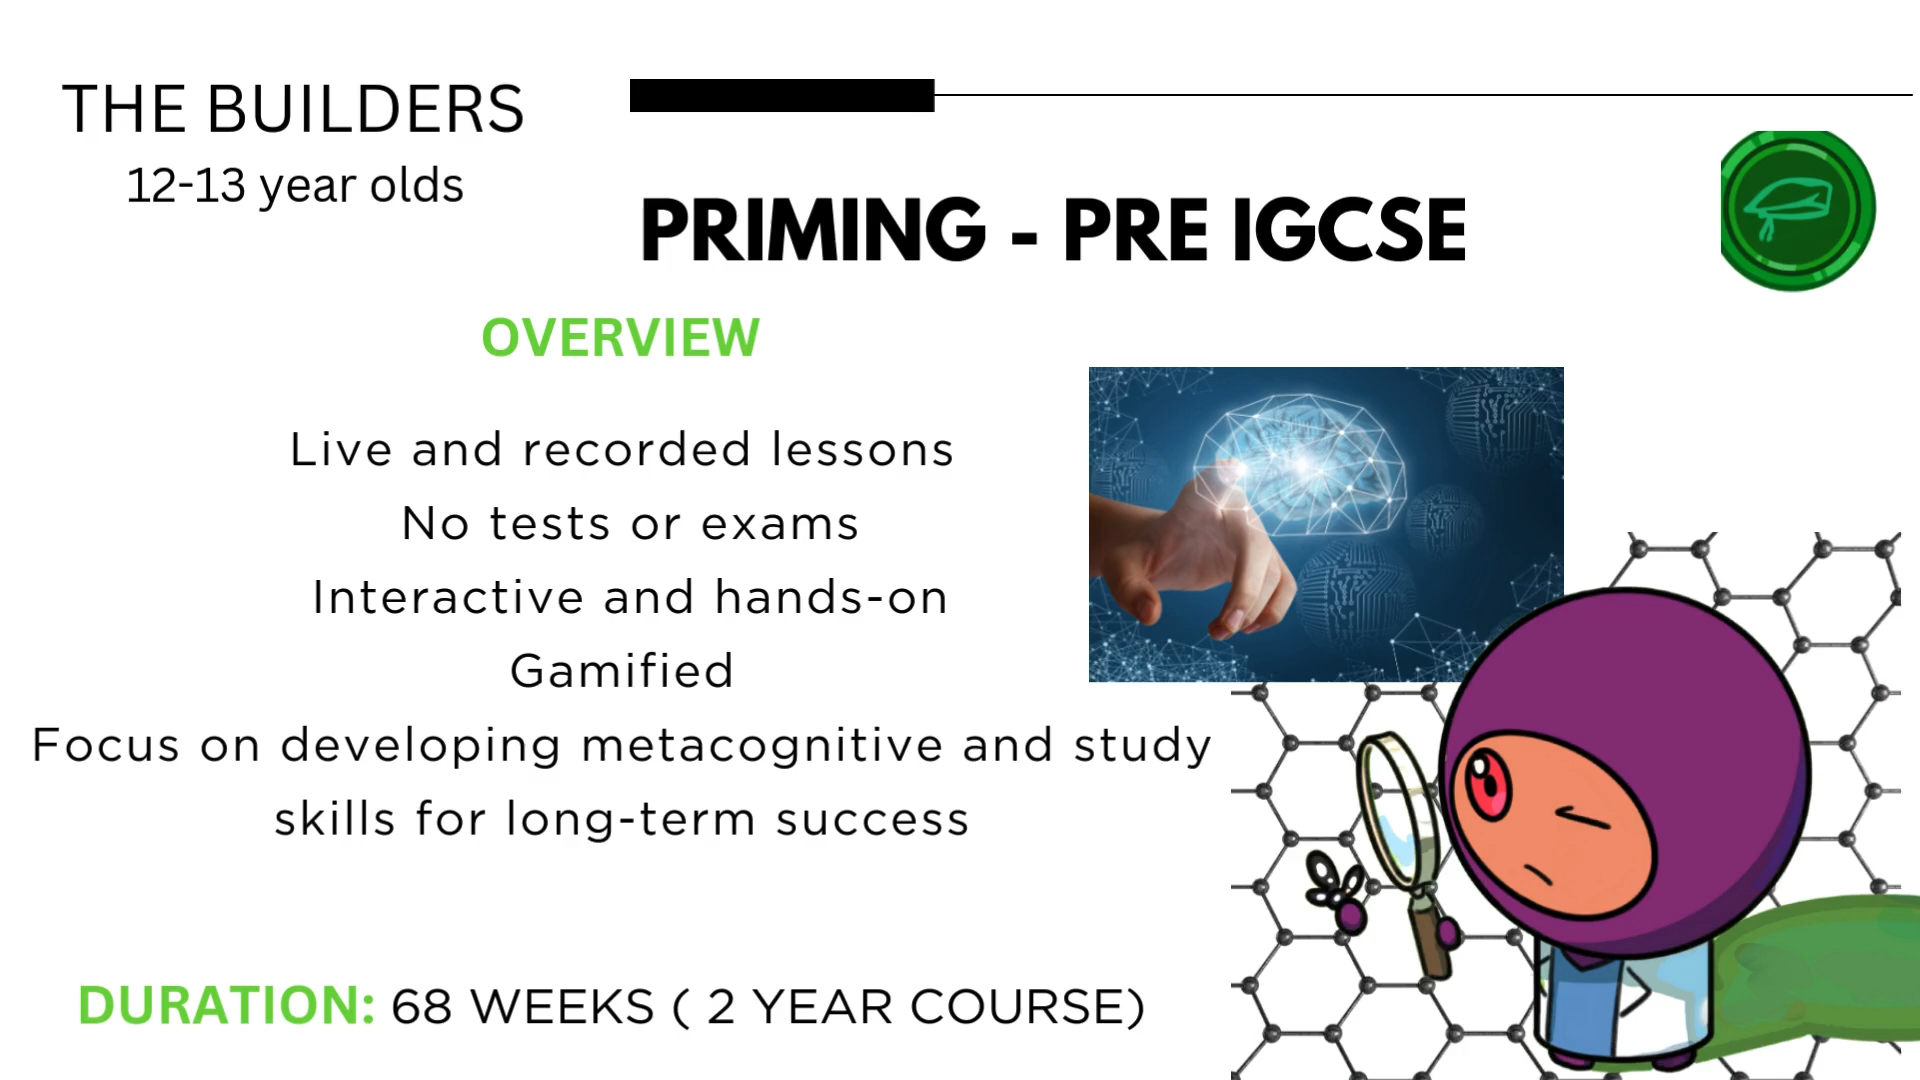 THE BUILDERS
12-13 year olds
PRIMING - PRE IGCSE
OVERVIEW
Live and recorded lessons
No tests or exams
Interactive and hands-on
Gamified
Focus on developing metacognitive and study
skills for long-term success
DURATION: 68 WEEKS ( 2 YEAR COURSE)